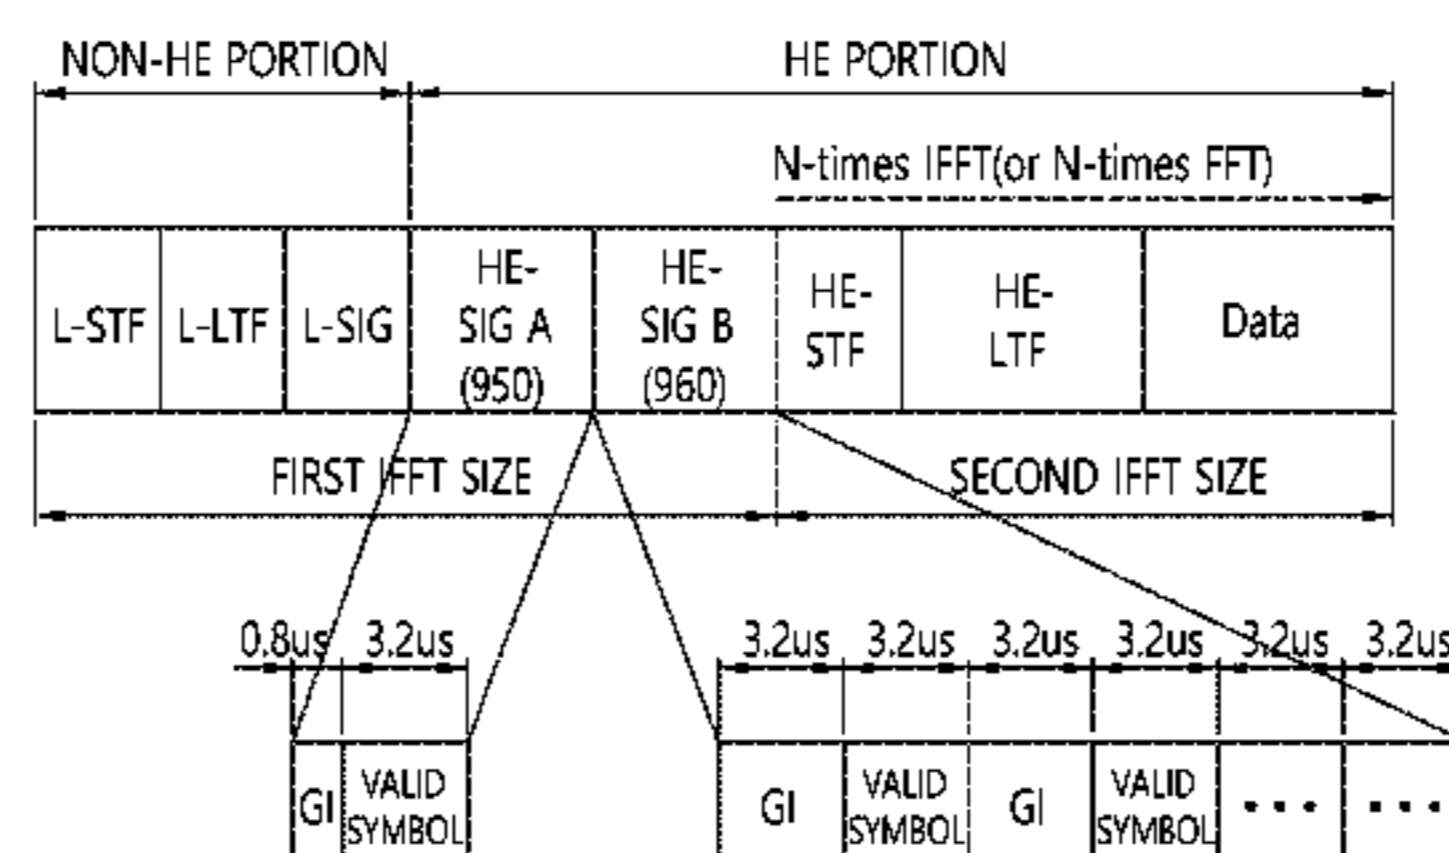 NON-HE PORTION
HE PORTION
N-times IFFT(or N-times FFT)
L-STF
L-LTF
L-SIG
HE-
SIG A
(950)
HE-
SIG B
(960)
HE-
STF
HE-
LTF
Data
FIRST IFFT SIZE
SECOND IFFT SIZE
0.8us
3.2us
3.2us
3.2us
3.2us
3.2us
3.2us
3.2us
GI
VALID
SYMBOL
GI
VALID
SYMBOL
GI
VALID
SYMBOL
•••
•••